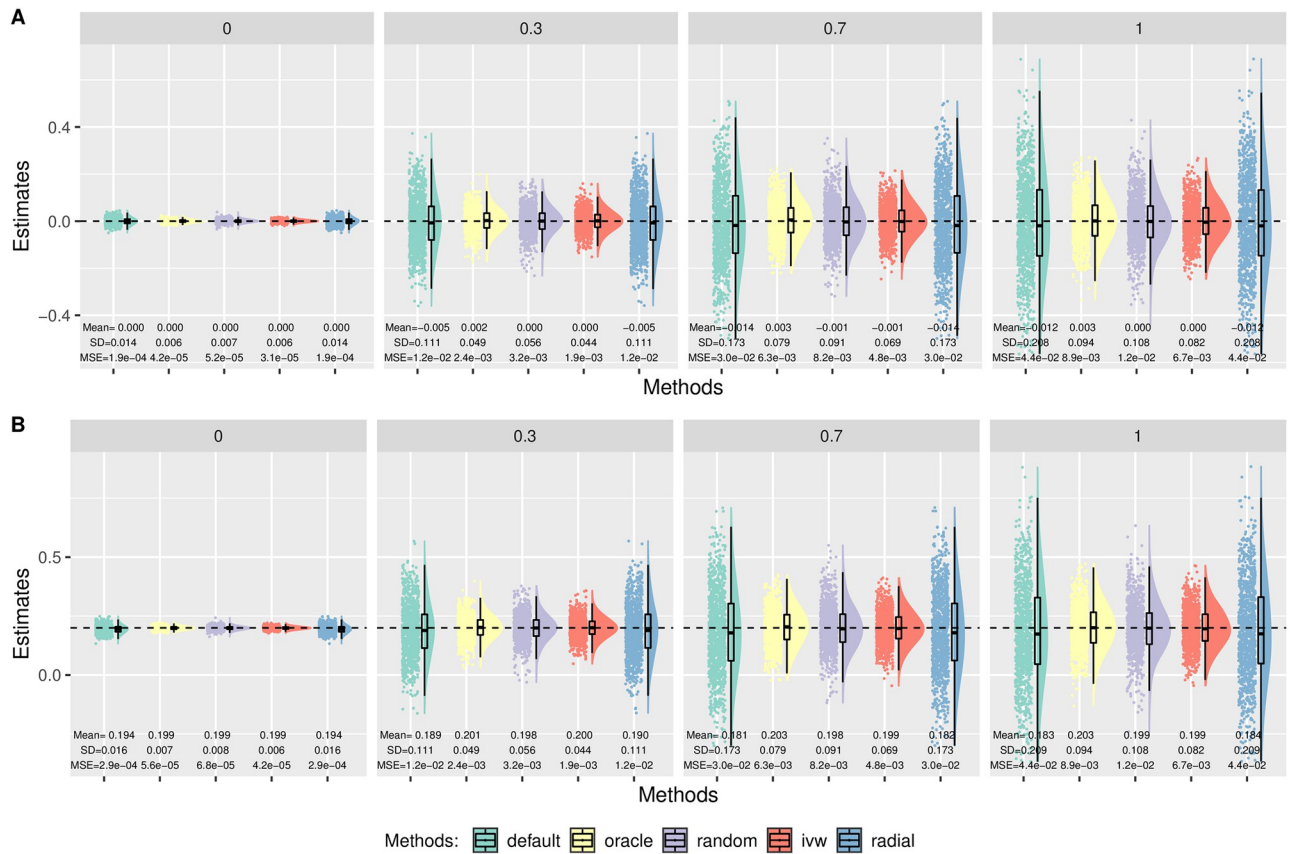 A
0 0.3 0.7 1
Estimates
0.4
0.0
−0.4
Mean= 0.000 0.000 0.000 0.000 0.000 Mean=−0.005 0.002 0.000 0.000 −0.005 Mean=−0.014 0.003 −0.001 −0.001 −0.014 Mean=−0.012 0.003 0.000 0.000 −0.012
SD=0.014 0.006 0.007 0.006 0.014 SD=0.111 0.049 0.056 0.044 0.111 SD=0.173 0.079 0.091 0.069 0.173 SD=0.208 0.094 0.108 0.082 0.208
MSE=1.9e−04 4.2e−05 5.2e−05 3.1e−05 1.9e−04 MSE=1.2e−02 2.4e−03 3.2e−03 1.9e−03 1.2e−02 MSE=3.0e−02 6.3e−03 8.2e−03 4.8e−03 3.0e−02 MSE=4.4e−02 8.9e−03 1.2e−02 6.7e−03 4.4e−02
Methods
B
0 0.3 0.7 1
Estimates
0.5
0.0
Mean= 0.194 0.199 0.199 0.199 0.194 Mean= 0.189 0.201 0.198 0.200 0.190 Mean= 0.181 0.203 0.198 0.199 0.182 Mean= 0.183 0.203 0.199 0.199 0.184
SD=0.016 0.007 0.008 0.006 0.016 SD=0.111 0.049 0.056 0.044 0.111 SD=0.173 0.079 0.091 0.069 0.173 SD=0.209 0.094 0.108 0.082 0.209
MSE=2.9e−04 5.6e−05 6.8e−05 4.2e−05 2.9e−04 MSE=1.2e−02 2.4e−03 3.2e−03 1.9e−03 1.2e−02 MSE=3.0e−02 6.3e−03 8.2e−03 4.8e−03 3.0e−02 MSE=4.4e−02 8.9e−03 1.2e−02 6.7e−03 4.4e−02
Methods
Methods: default oracle random ivw radial